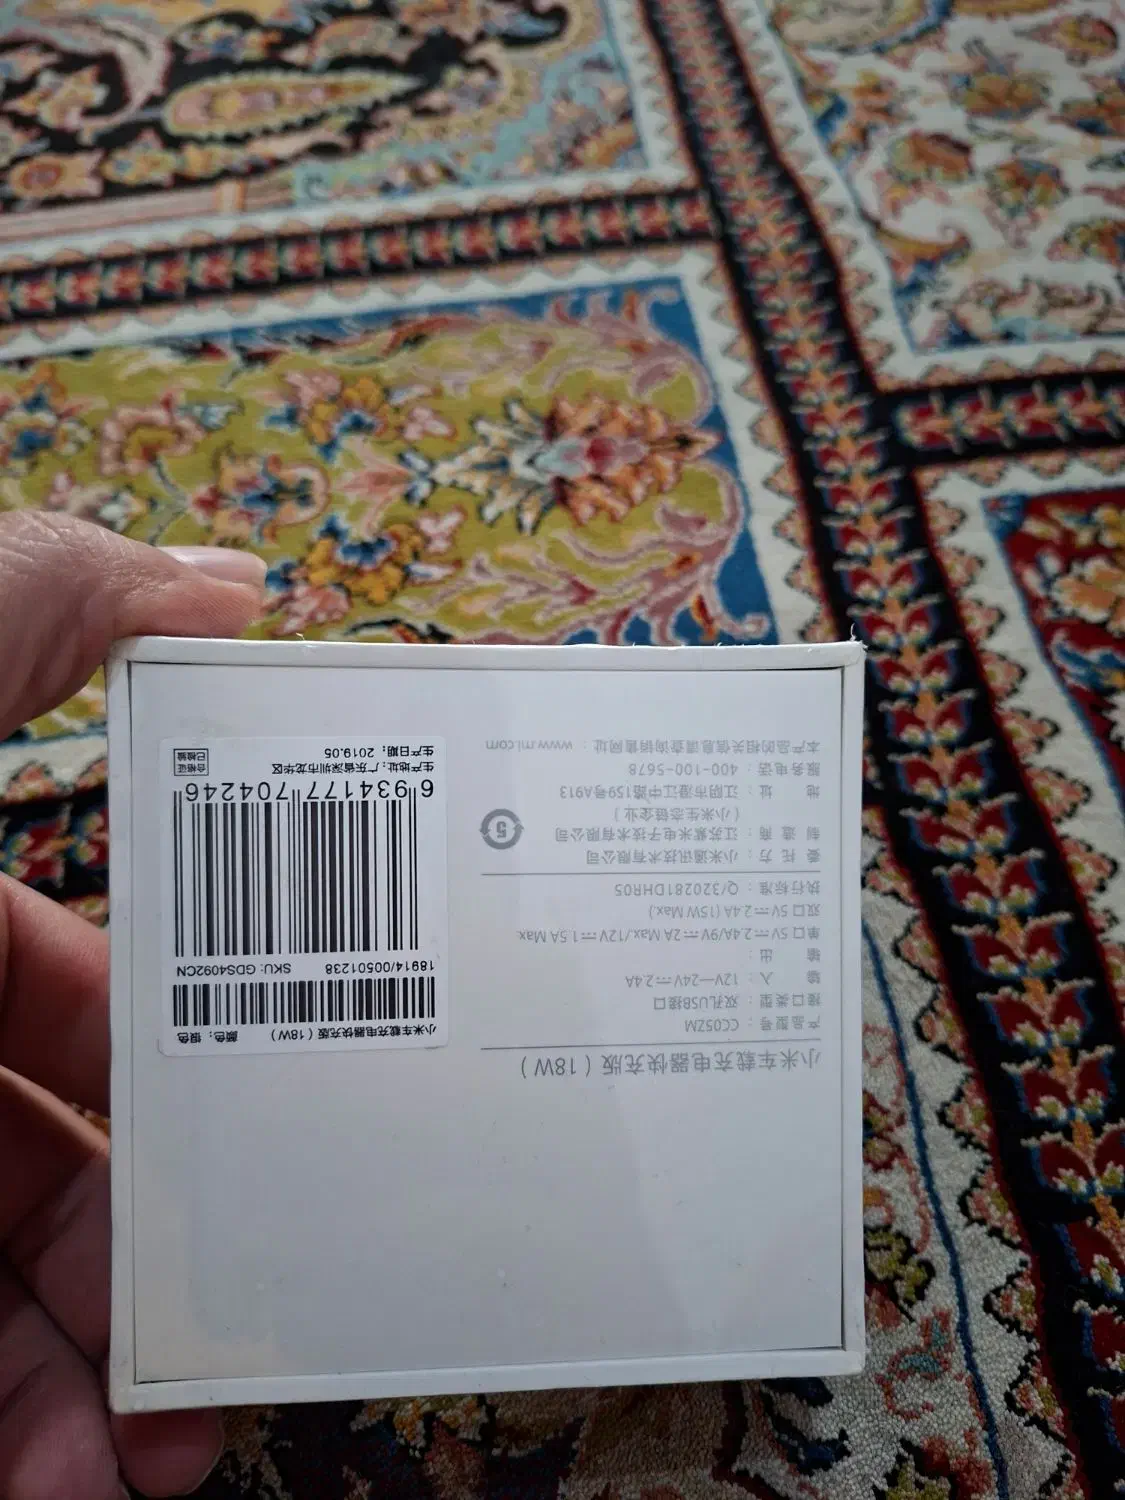 小米车载充电器快充版（18W）
产品型号：CC05ZM
接口类型：双孔USB接口
输 入：12V—24V⎓2.4A
输 出：
单口 5V⎓2.4A/9V⎓2A Max/12V⎓1.5A Max
双口 5V⎓2.4A (15W Max)
执行标准：Q/320281DHR05
委 托 方：小米通讯技术有限公司
制 造 商：江苏紫米电子技术有限公司
（小米生态链企业）
地 址：江阴市澄江中路159号A913
服务电话：400-100-5678
本产品的相关信息请查询销售网址：www.mi.com
5
小米车载充电器快充版（18W） 颜色：银色
18914/00501238 SKU: GDS4092CN
6 934177 704246
生产地址：广东省深圳市龙华区
生产日期：2019.05
合格证
已检验